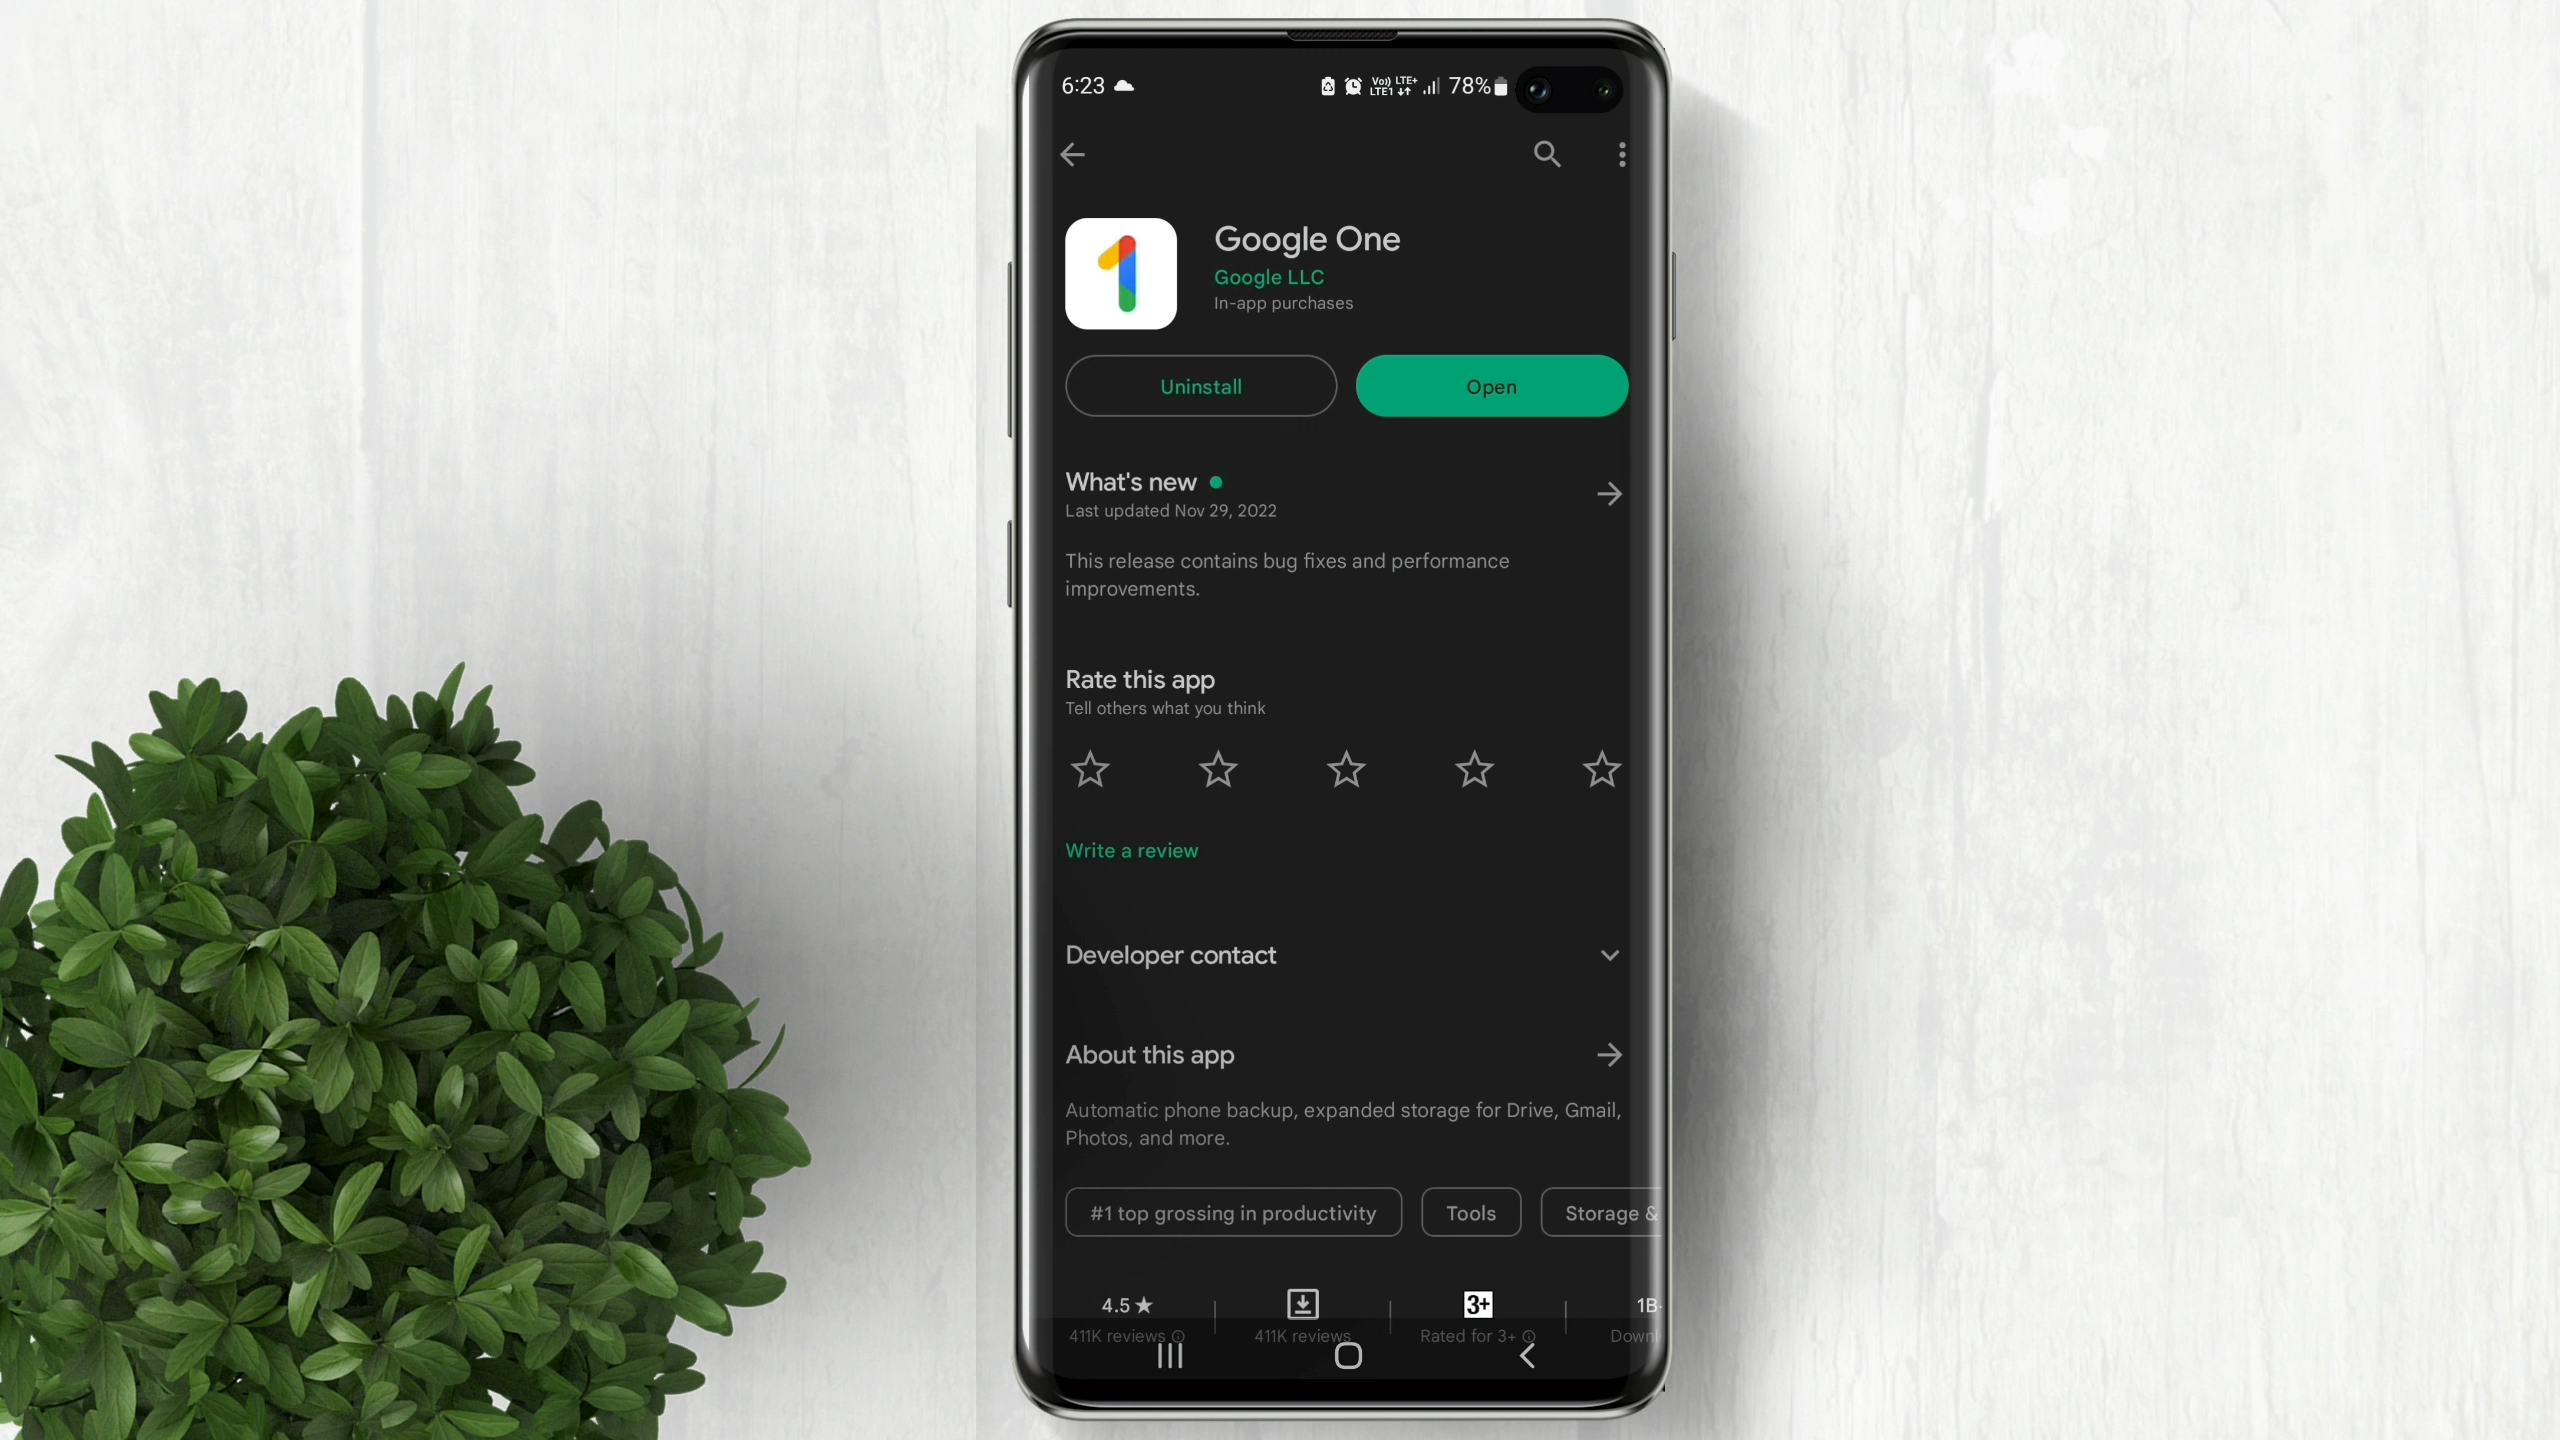 6:23
Vo)) LTE+
LTE1
78%
Google One
Google LLC
In-app purchases
Uninstall
Open
What's new
Last updated Nov 29, 2022
This release contains bug fixes and performance
improvements.
Rate this app
Tell others what you think
Write a review
Developer contact
About this app
Automatic phone backup, expanded storage for Drive, Gmail,
Photos, and more.
#1 top grossing in productivity
Tools
Storage &
4.5★
3+
1B
411K reviews
411K reviews
Rated for 3+
Downl